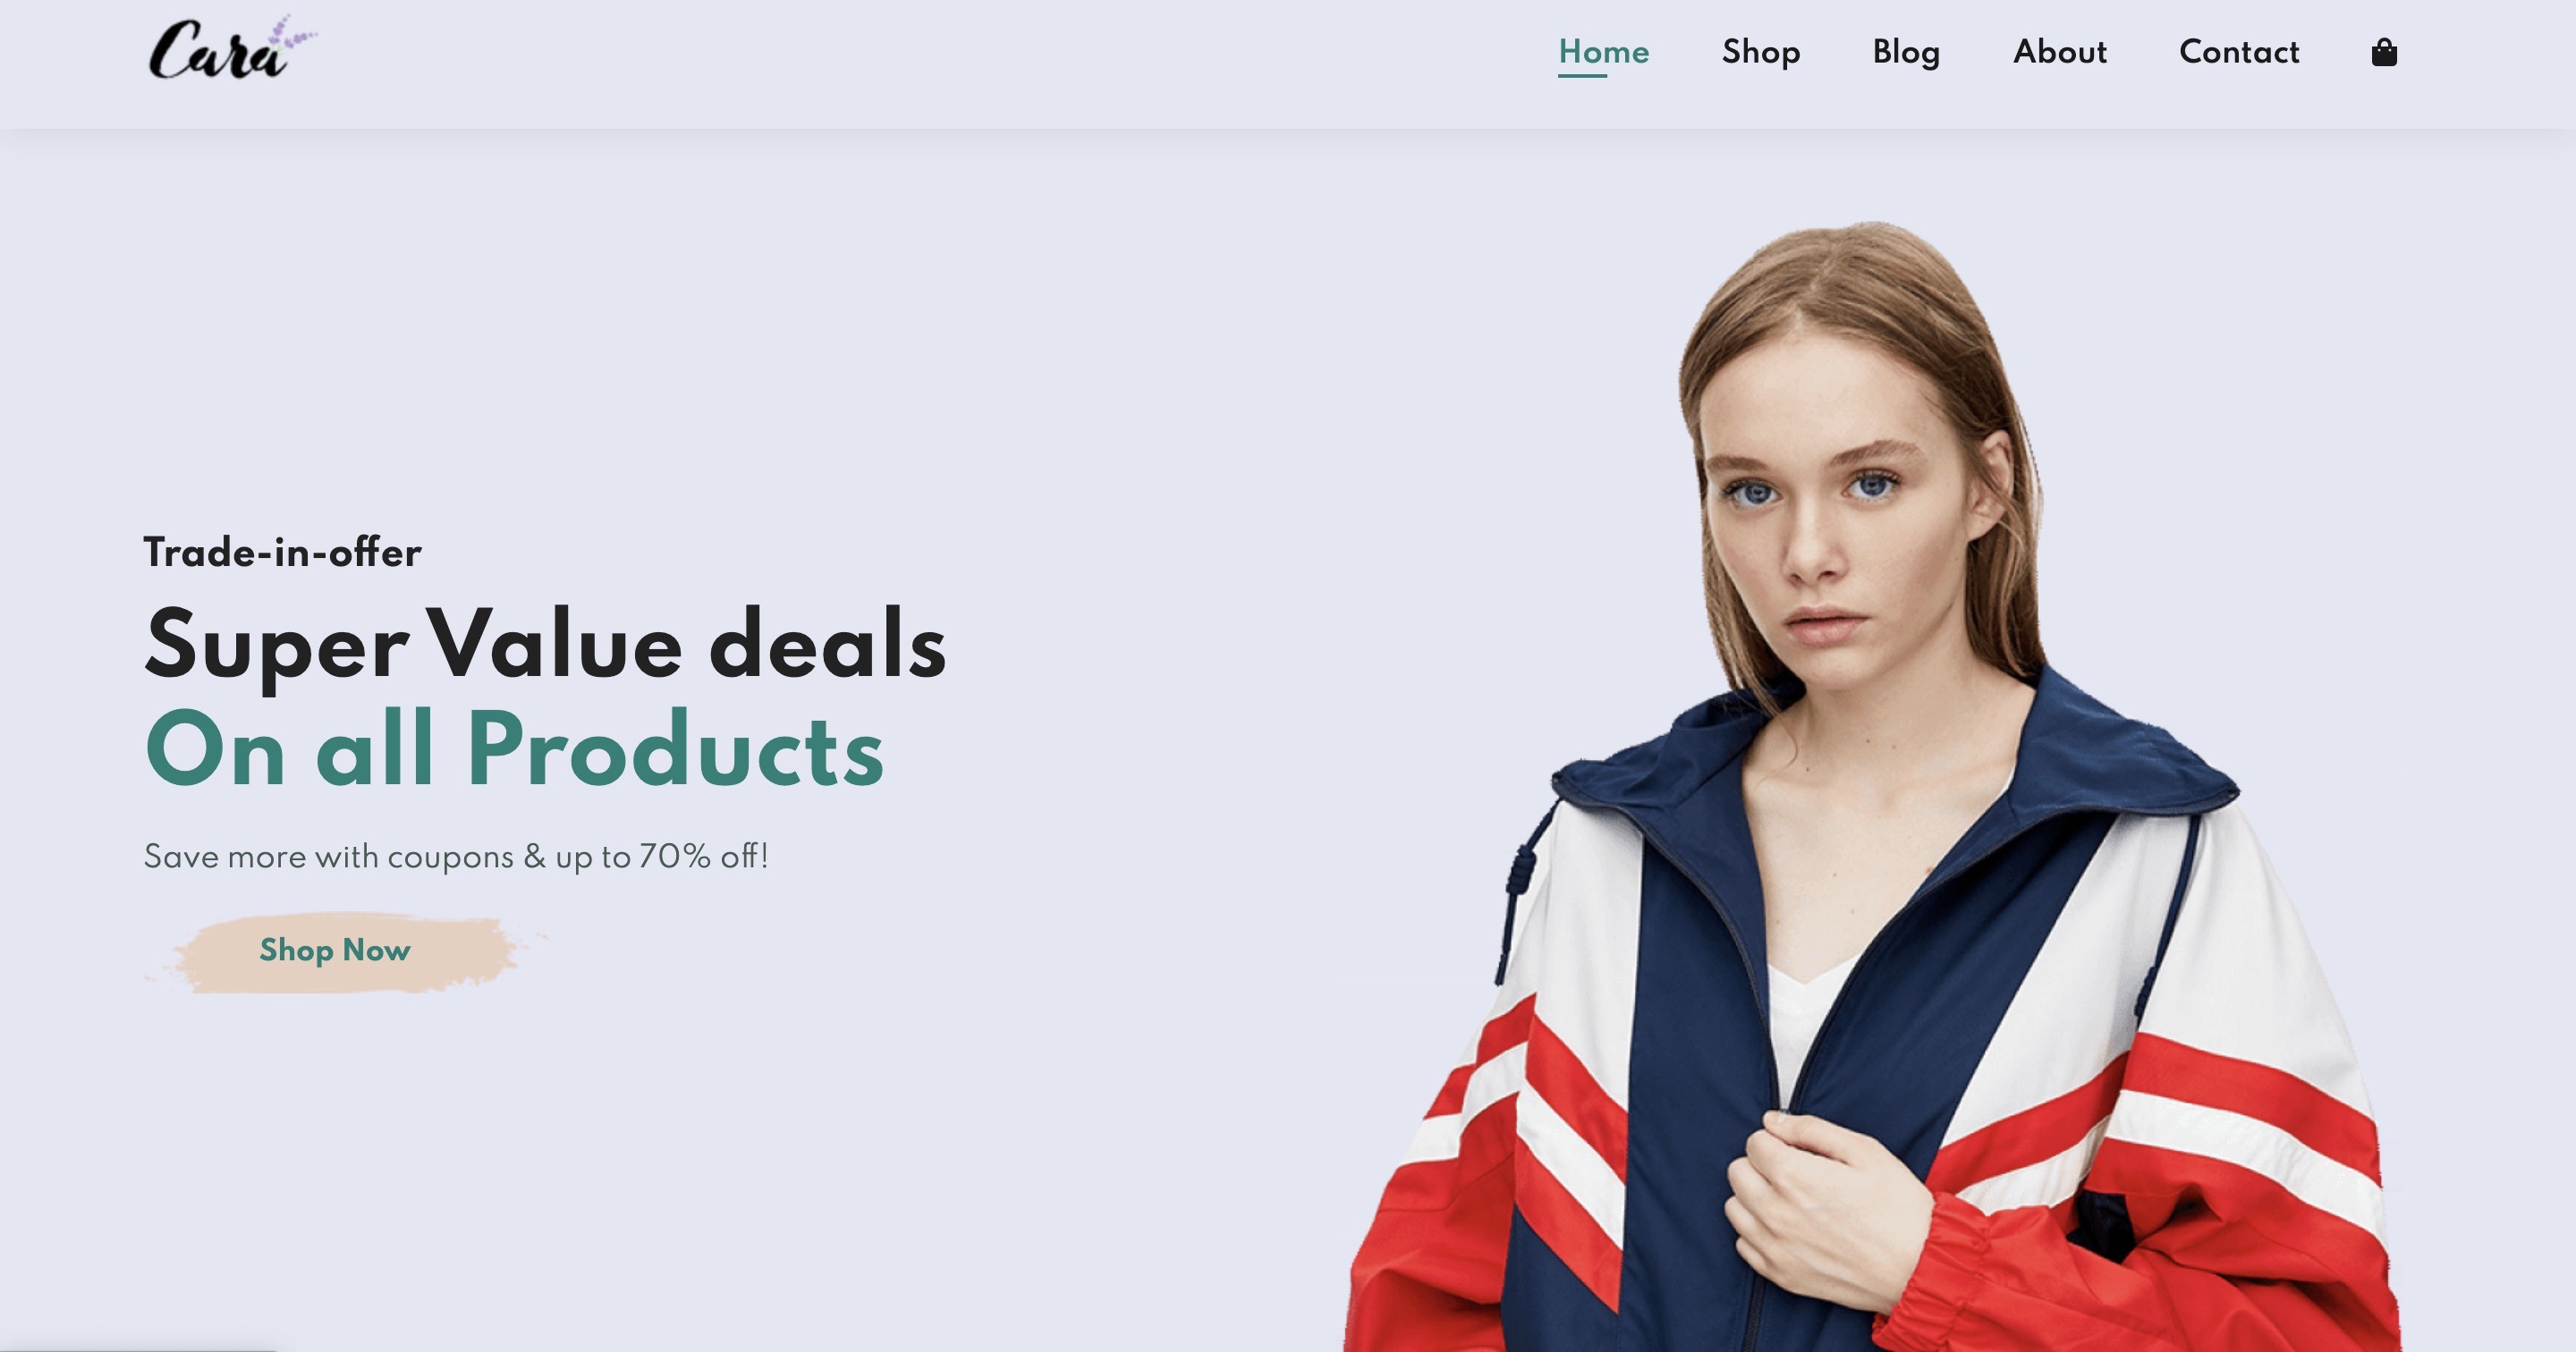 Cara
Home Shop Blog About Contact
Trade-in-offer
Super Value deals
On all Products
Save more with coupons & up to 70% off!
Shop Now